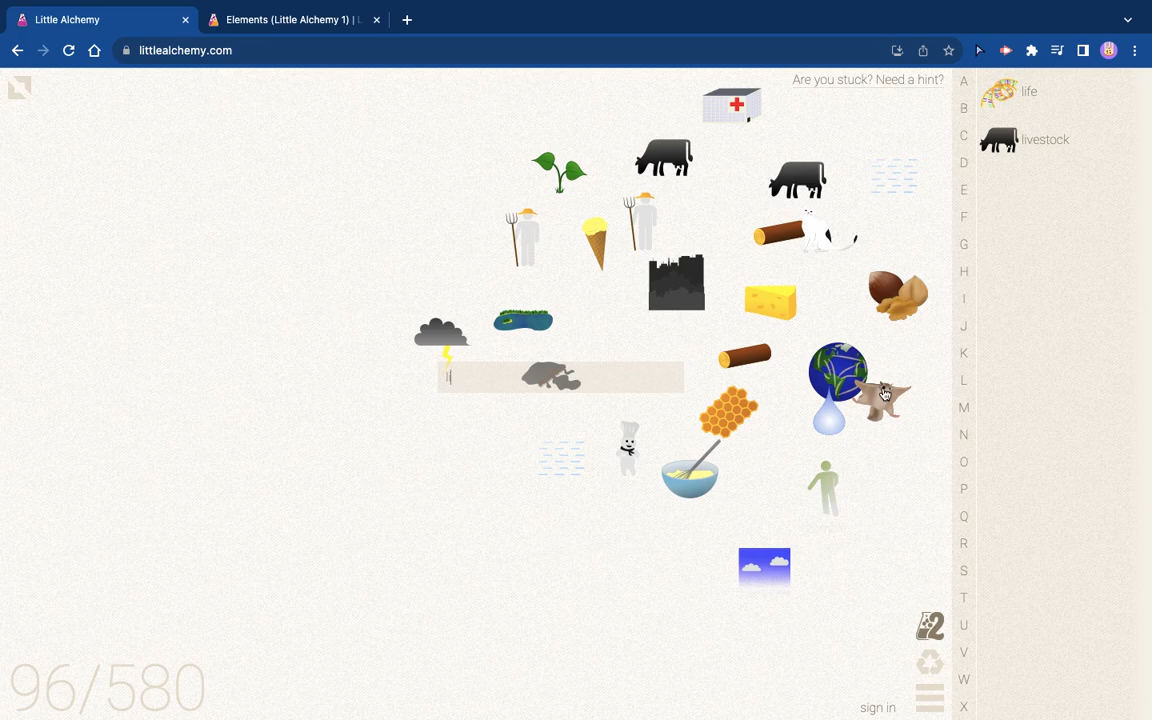 Little Alchemy
Elements (Little Alchemy 1) |
littlealchemy.com
Are you stuck? Need a hint?
A
life
B
C
livestock
D
E
F
G
H
I
J
K
L
M
N
O
P
Q
R
S
T
U
2
V
W
X
96/580
sign in